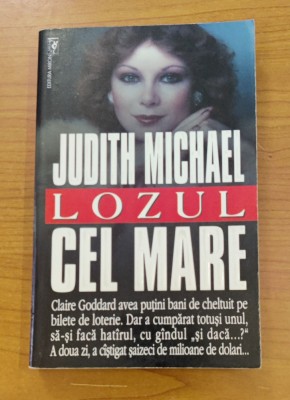 JUDITH MICHAEL
LOZUL
CEL MARE
Claire Goddard avea puţini bani de cheltuit pe
bilete de loterie. Dar a cumpărat totuşi unul,
să-şi facă hatîrul, cu gîndul „şi dacă...?“
A doua zi, a cîştigat şaizeci de milioane de dolari...